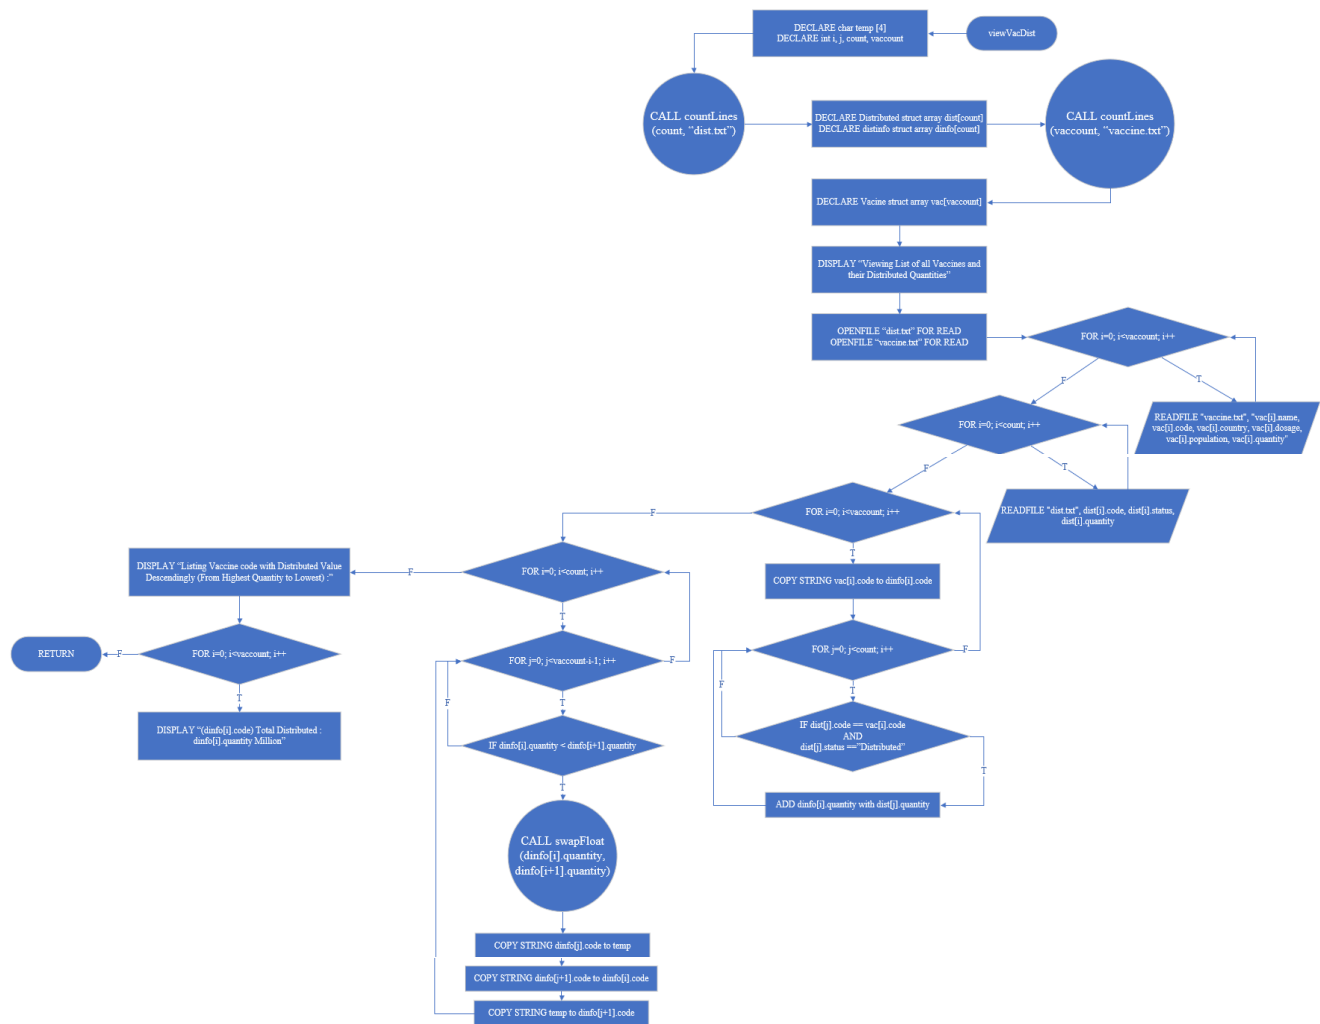 viewVacDist
DECLARE char temp [4]
DECLARE int i, j, count, vaccount
CALL countLines
(count, “dist.txt”)
DECLARE Distributed struct array dist[count]
DECLARE distinfo struct array dinfo[count]
CALL countLines
(vaccount, “vaccine.txt”)
DECLARE Vacine struct array vac[vaccount]
DISPLAY “Viewing List of all Vaccines and
their Distributed Quantities”
OPENFILE “dist.txt” FOR READ
OPENFILE “vaccine.txt” FOR READ
FOR i=0; i<vaccount; i++
F
T
READFILE "vaccine.txt", "vac[i].name,
vac[i].code, vac[i].country, vac[i].dosage,
vac[i].population, vac[i].quantity"
FOR i=0; i<count; i++
F
T
READFILE "dist.txt", dist[i].code, dist[i].status,
dist[i].quantity
FOR i=0; i<vaccount; i++
F
T
COPY STRING vac[i].code to dinfo[i].code
FOR j=0; j<count; i++
F
F
T
IF dist[j].code == vac[i].code
AND
dist[j].status ==”Distributed”
T
ADD dinfo[i].quantity with dist[j].quantity
FOR i=0; i<count; i++
F
T
FOR j=0; j<vaccount-i-1; i++
F
F
T
IF dinfo[i].quantity < dinfo[i+1].quantity
T
CALL swapFloat
(dinfo[i].quantity,
dinfo[i+1].quantity)
COPY STRING dinfo[j].code to temp
COPY STRING dinfo[j+1].code to dinfo[i].code
COPY STRING temp to dinfo[j+1].code
DISPLAY “Listing Vaccine code with Distributed Value
Descendingly (From Highest Quantity to Lowest) :”
FOR i=0; i<vaccount; i++
F
RETURN
T
DISPLAY “(dinfo[i].code) Total Distributed :
dinfo[i].quantity Million”